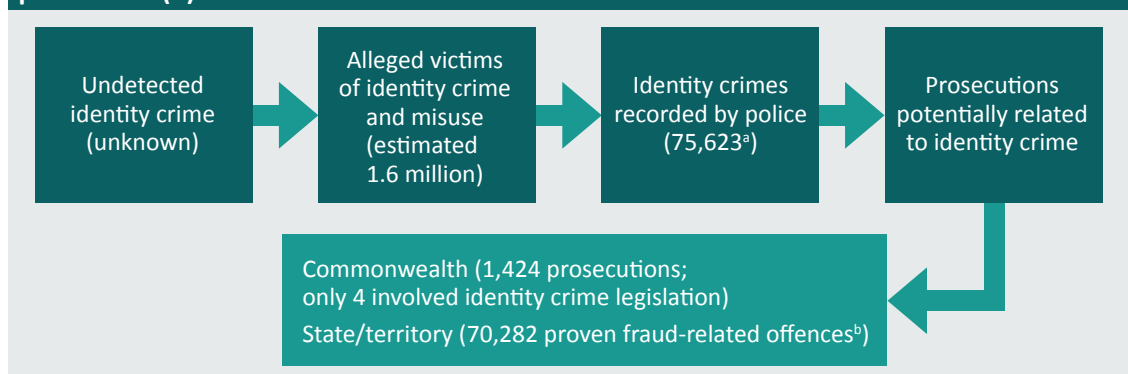 Undetected
identity crime
(unknown)
Alleged victims
of identity crime
and misuse
(estimated
1.6 million)
Identity crimes
recorded by police
(75,623ᵃ)
Prosecutions
potentially related
to identity crime
Commonwealth (1,424 prosecutions;
only 4 involved identity crime legislation)
State/territory (70,282 proven fraud-related offencesᵇ)